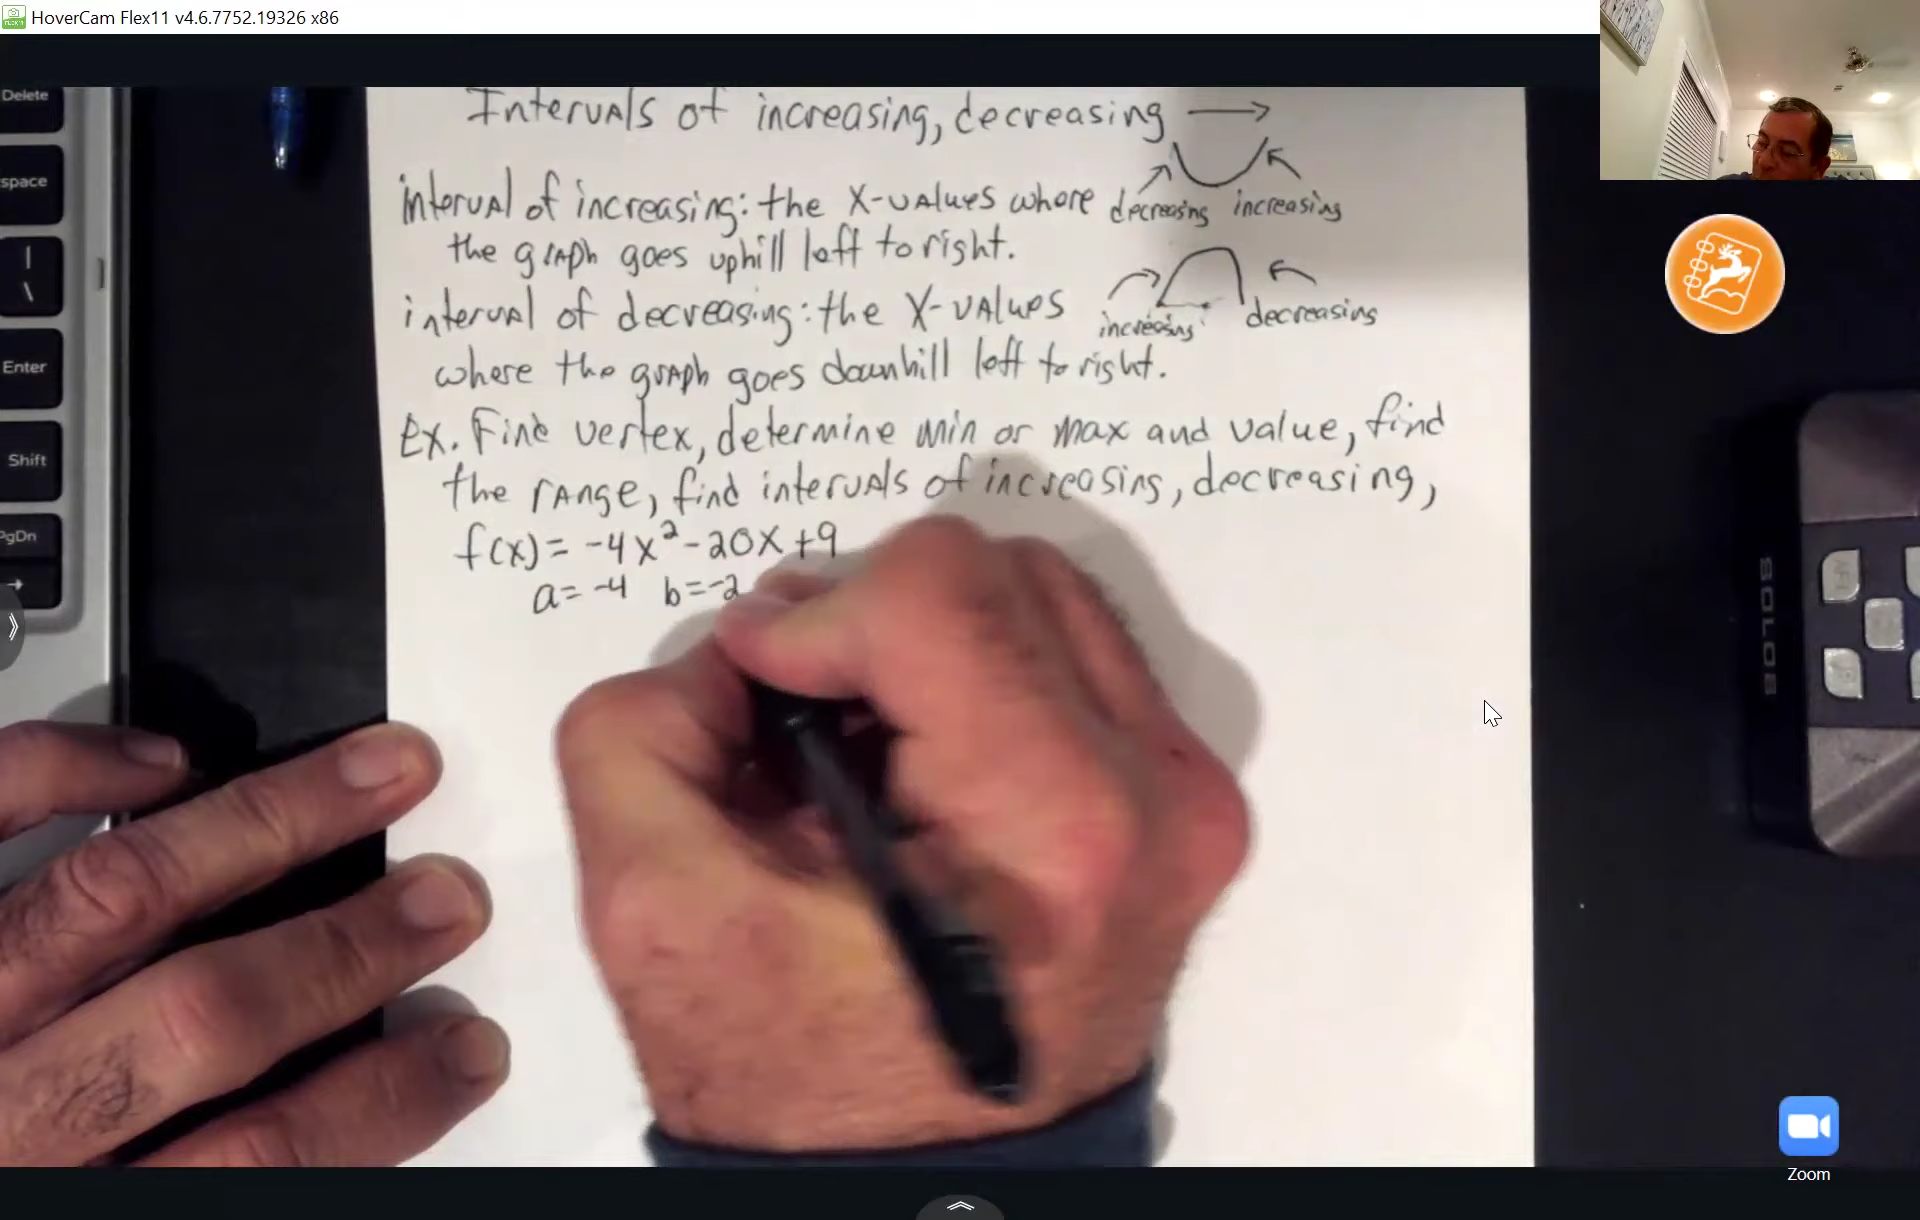 HoverCam Flex11 v4.6.7752.19326 x86
Delete
space
|
\
Enter
Shift
PgDn
Intervals of increasing, decreasing →
interval of increasing: the x-values where
the graph goes uphill left to right.
decreasing increasing
interval of decreasing: the x-values
where the graph goes downhill left to right.
increasing decreasing
Ex. Find vertex, determine min or max and value, find
the range, find intervals of increasing, decreasing,
f(x) = -4x²-20x+9
a= -4 b=-2
SOLOS
Zoom